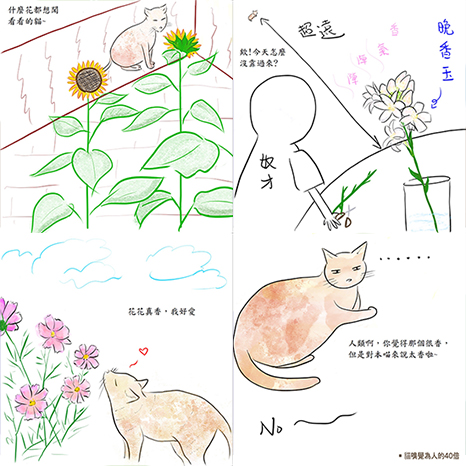 什麼花都想聞
看看的貓~
超遠
欸!今天怎麼
沒靠過來?
香氣陣陣
晚香玉
奴才
花花真香,我好愛
......
人類啊,你覺得那個很香,
但是對本喵來說太香啦~
No
* 貓嗅覺為人的40倍